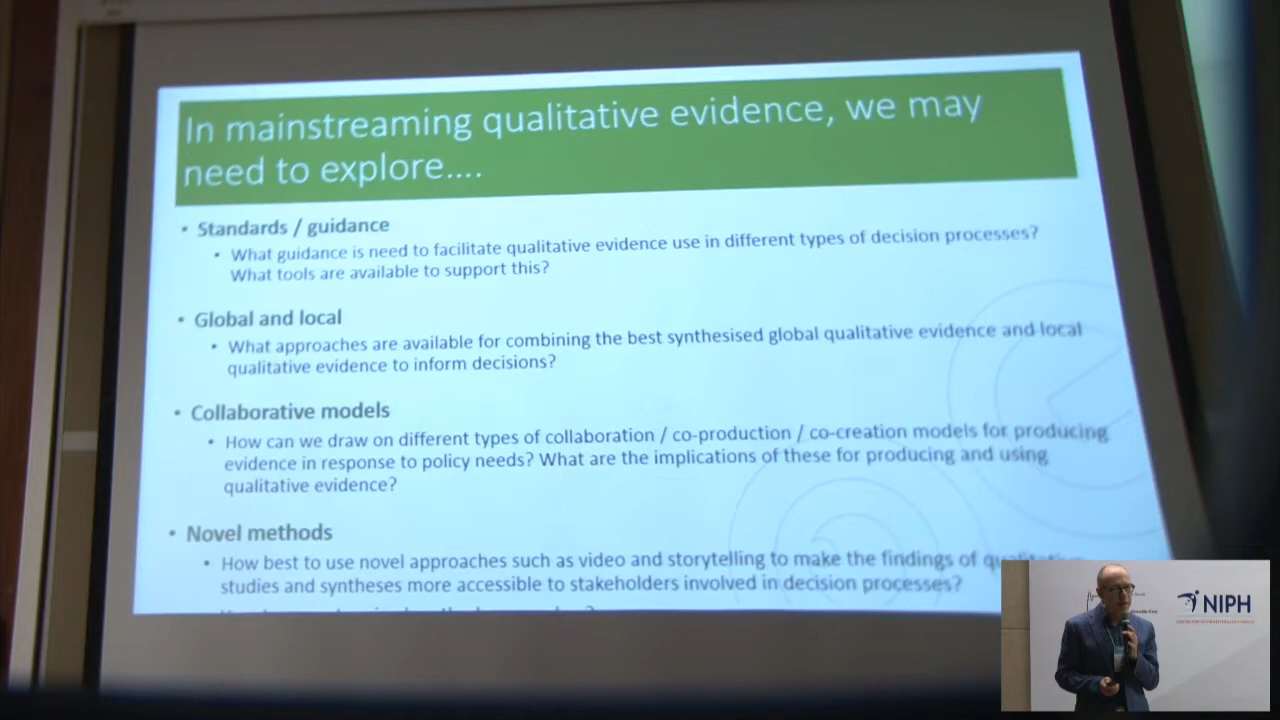 In mainstreaming qualitative evidence, we may
need to explore....
• Standards / guidance
• What guidance is need to facilitate qualitative evidence use in different types of decision processes?
What tools are available to support this?
• Global and local
• What approaches are available for combining the best synthesised global qualitative evidence and local
qualitative evidence to inform decisions?
• Collaborative models
• How can we draw on different types of collaboration / co-production / co-creation models for producing
evidence in response to policy needs? What are the implications of these for producing and using
qualitative evidence?
• Novel methods
• How best to use novel approaches such as video and storytelling to make the findings of qualitative
studies and syntheses more accessible to stakeholders involved in decision processes?
NIPH